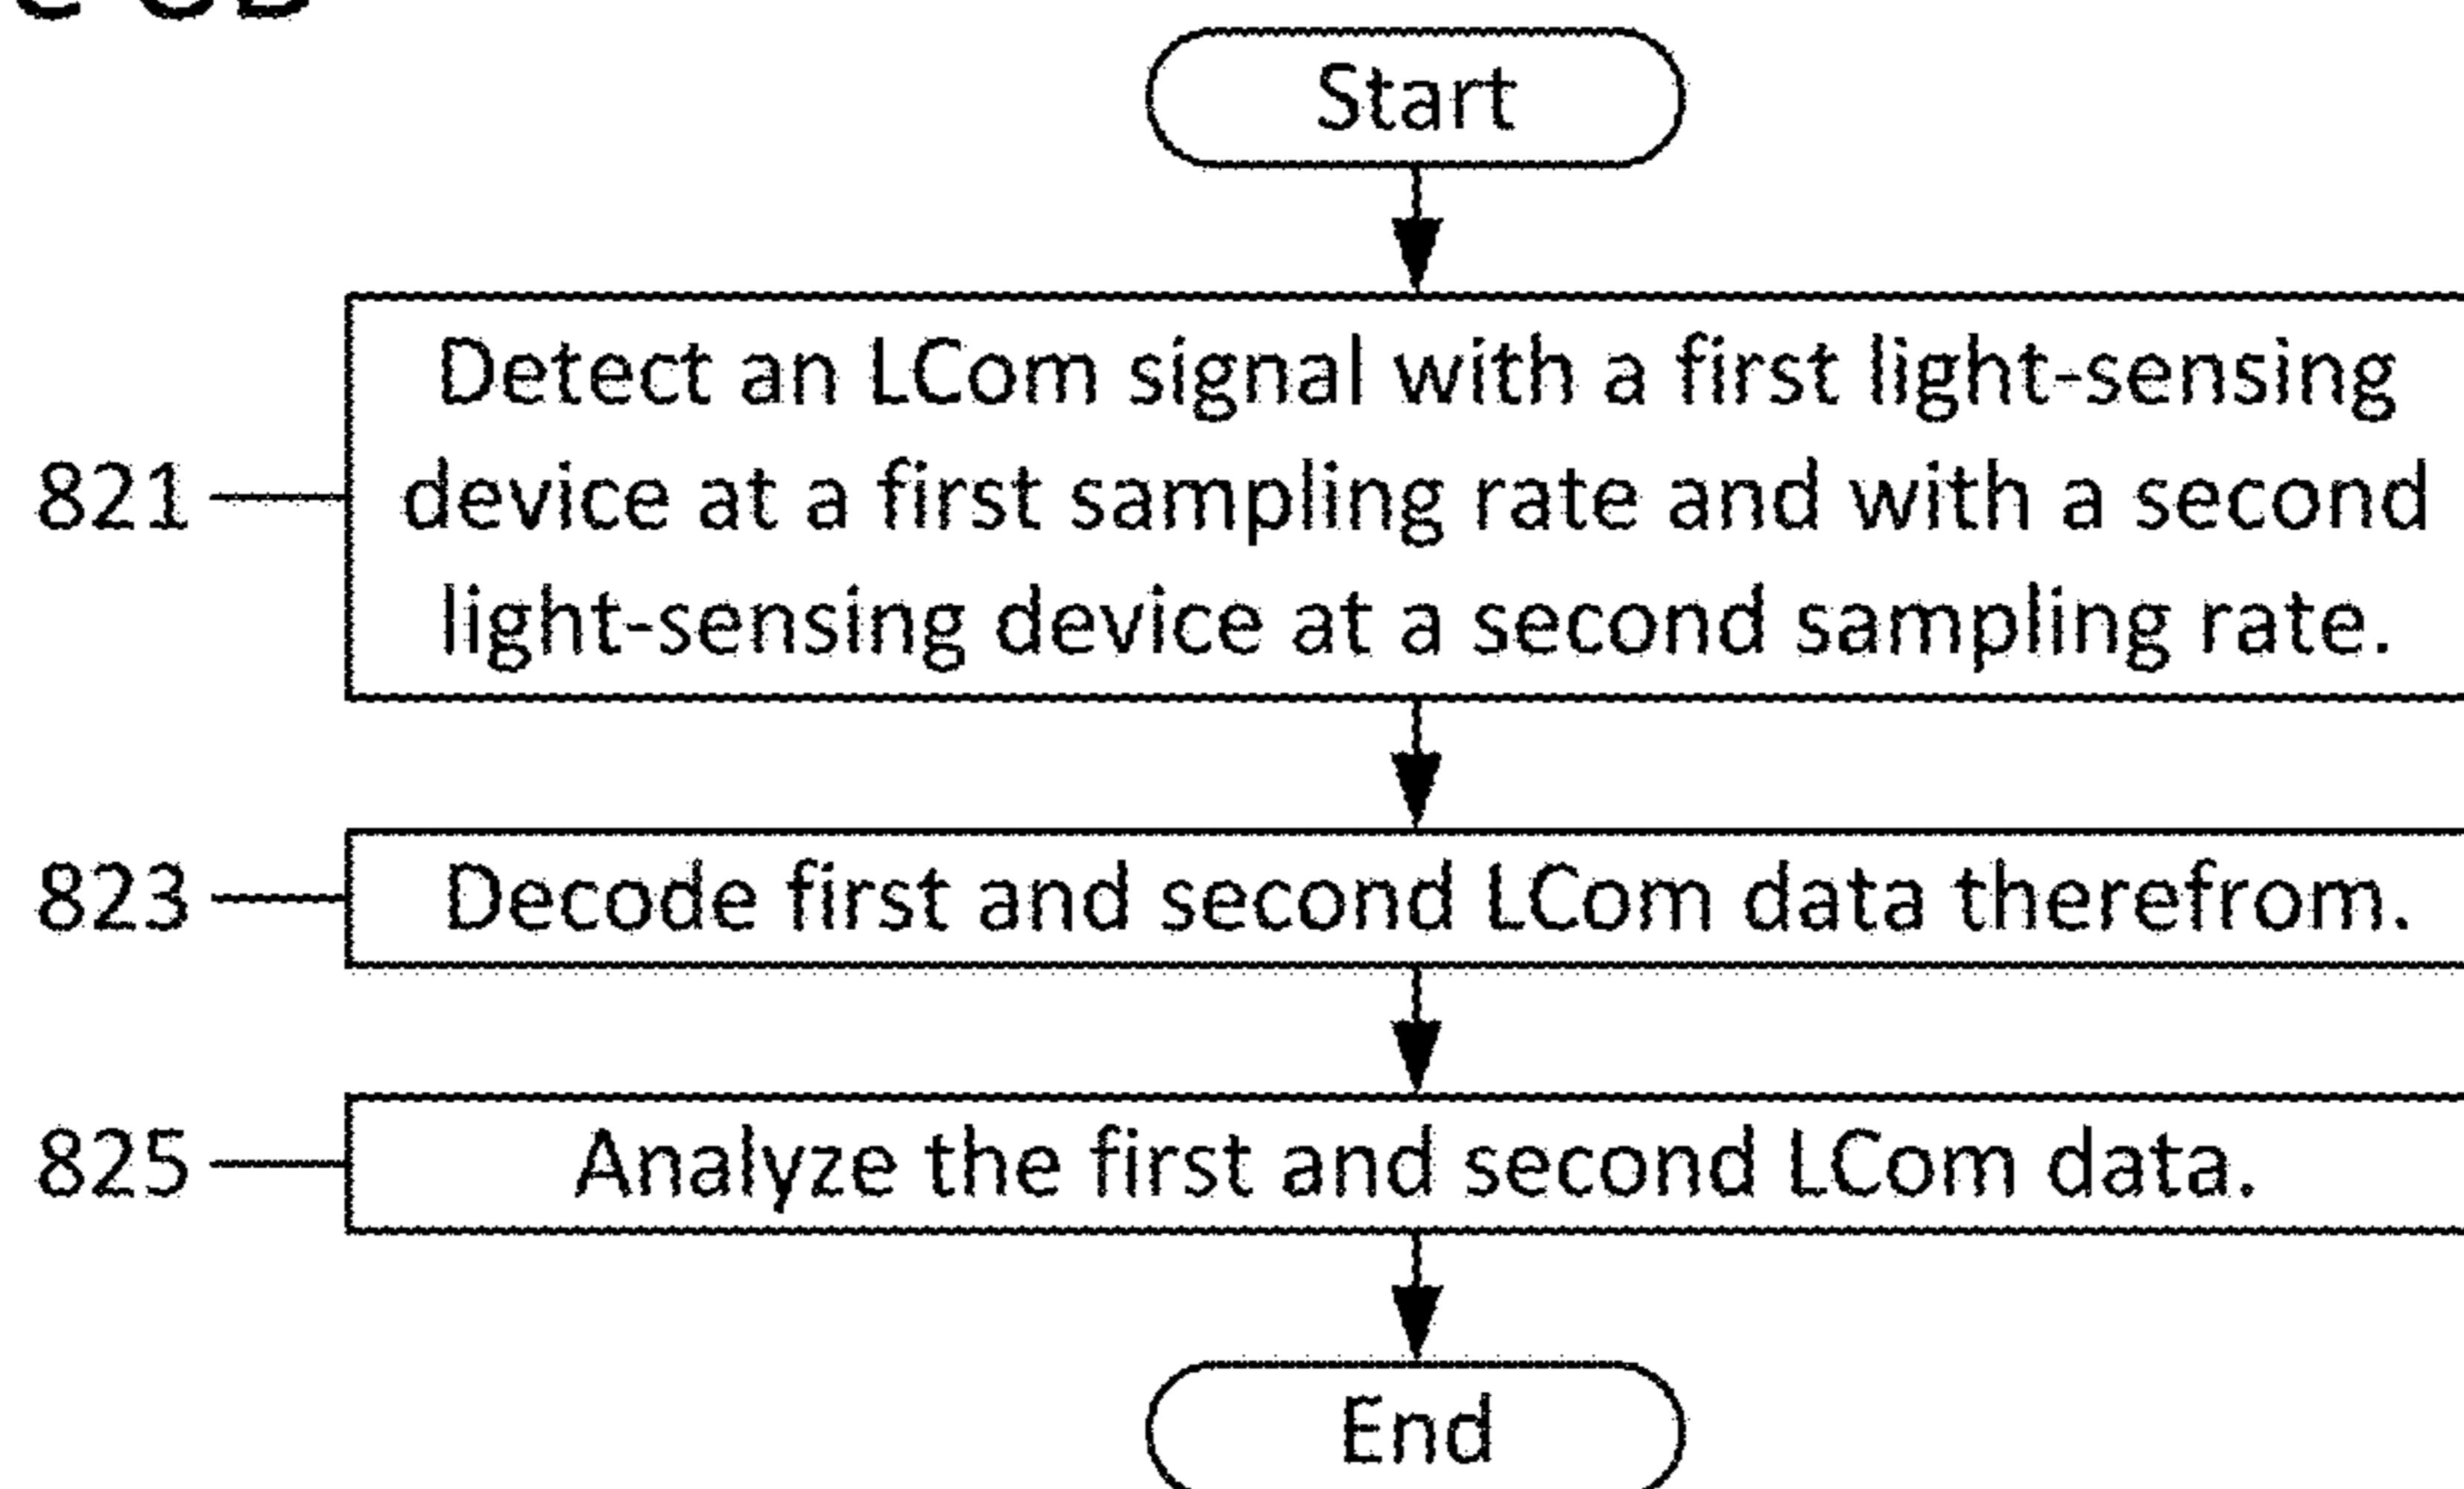 Start
Detect an LCom signal with a first light-sensing
821 device at a first sampling rate and with a second
light-sensing device at a second sampling rate.
823 Decode first and second LCom data therefrom.
825 Analyze the first and second LCom data.
End